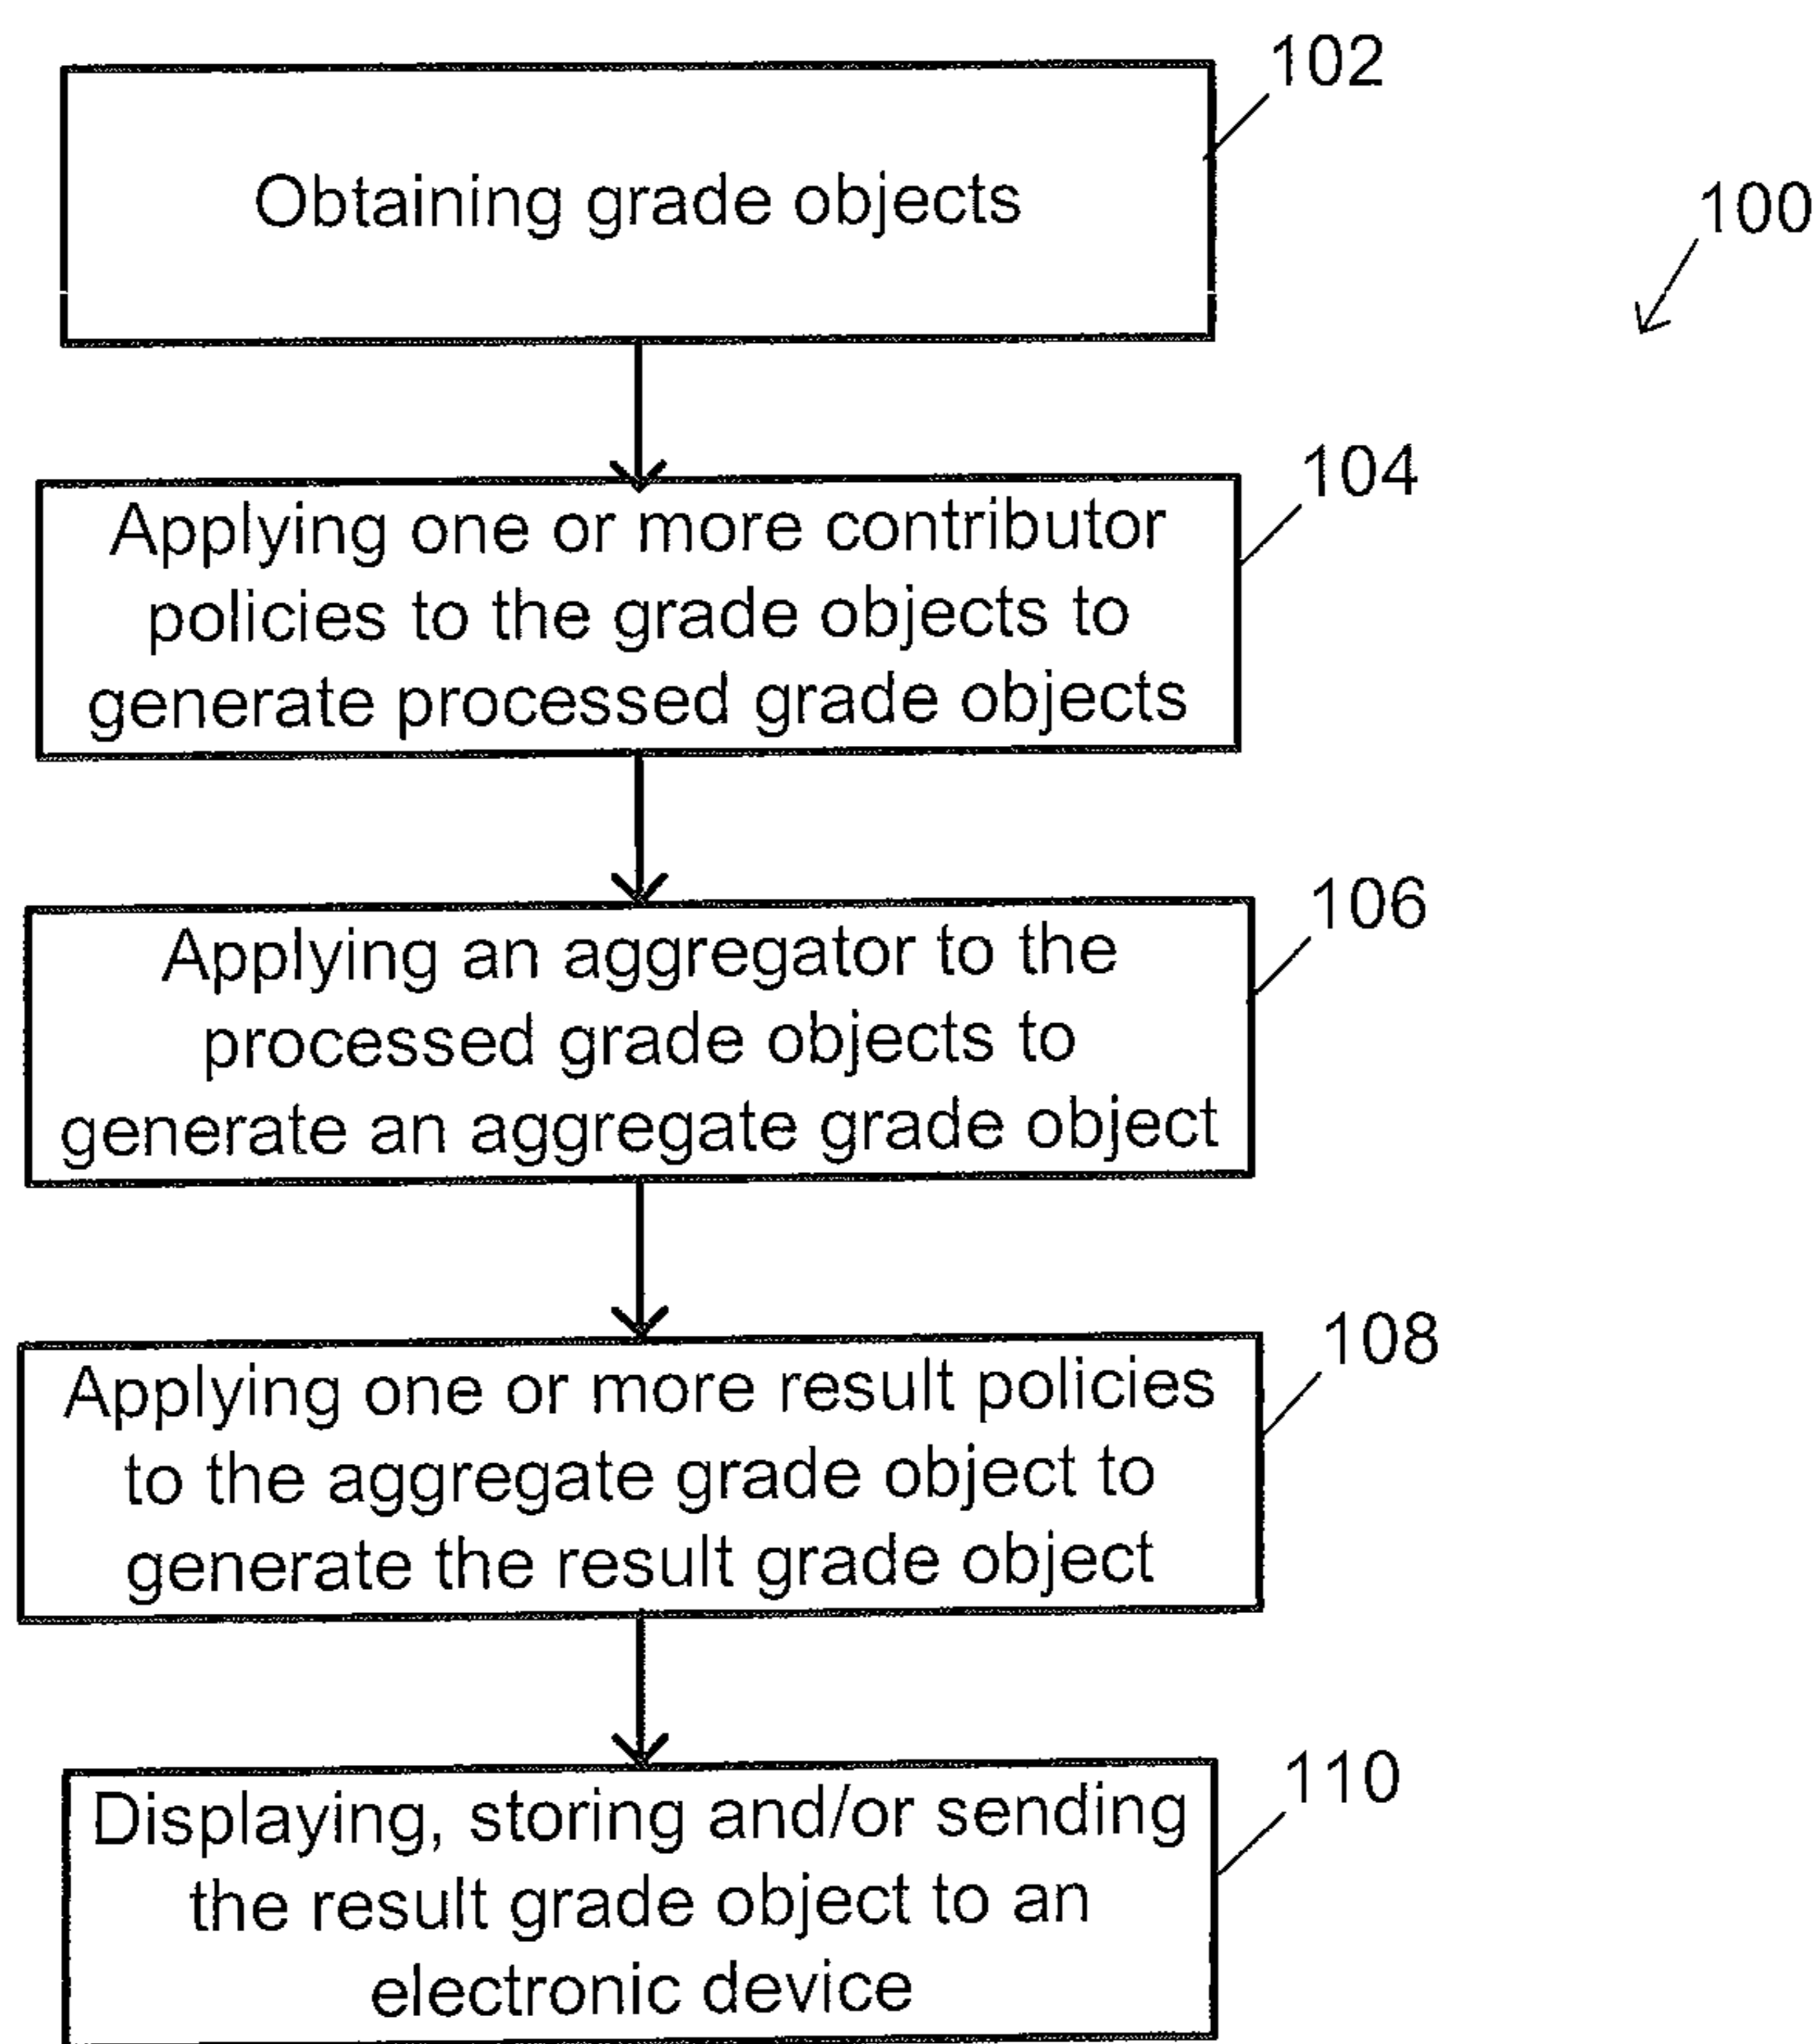 102
Obtaining grade objects
100
104
Applying one or more contributor
policies to the grade objects to
generate processed grade objects
106
Applying an aggregator to the
processed grade objects to
generate an aggregate grade object
108
Applying one or more result policies
to the aggregate grade object to
generate the result grade object
110
Displaying, storing and/or sending
the result grade object to an
electronic device